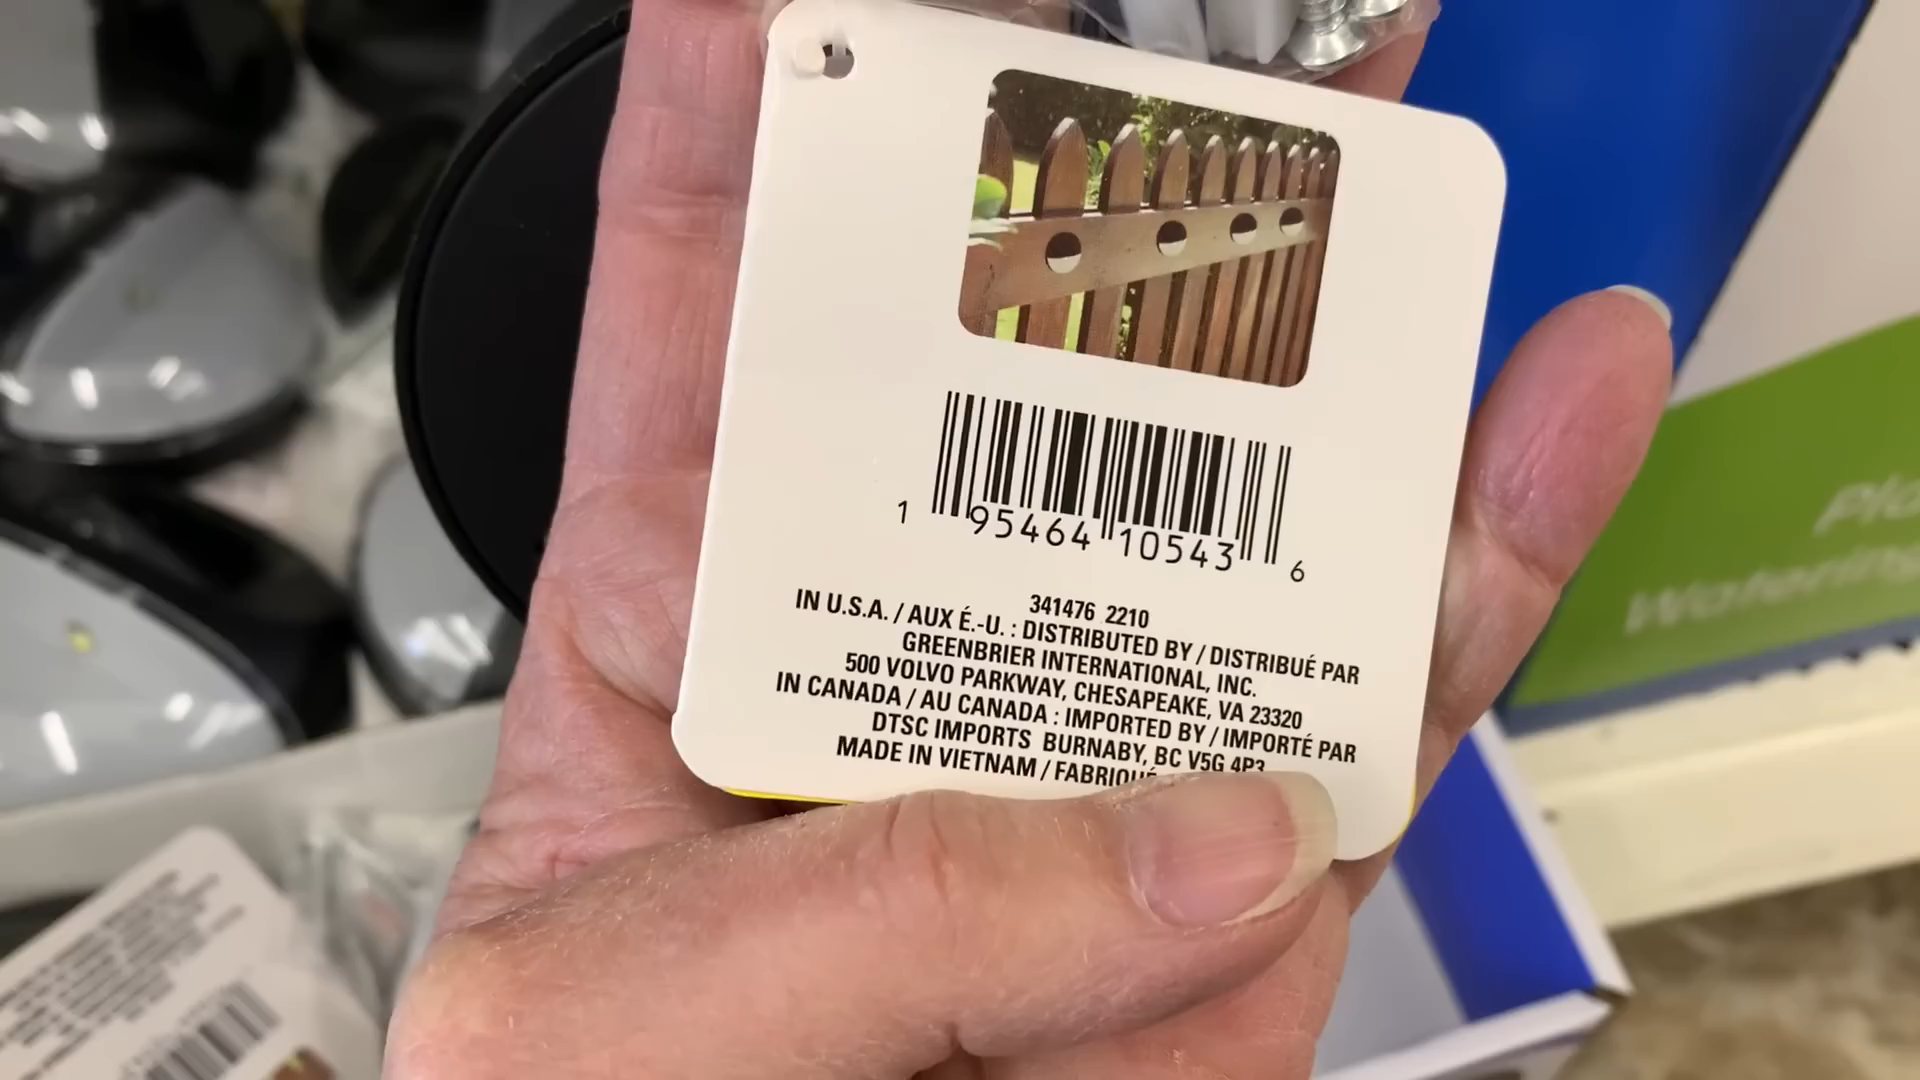 1 95464 10543 6
341476 2210
IN U.S.A. / AUX É.-U. : DISTRIBUTED BY / DISTRIBUÉ PAR
GREENBRIER INTERNATIONAL, INC.
500 VOLVO PARKWAY, CHESAPEAKE, VA 23320
IN CANADA / AU CANADA : IMPORTED BY / IMPORTÉ PAR
DTSC IMPORTS BURNABY, BC V5G 4P3
MADE IN VIETNAM /
Watering